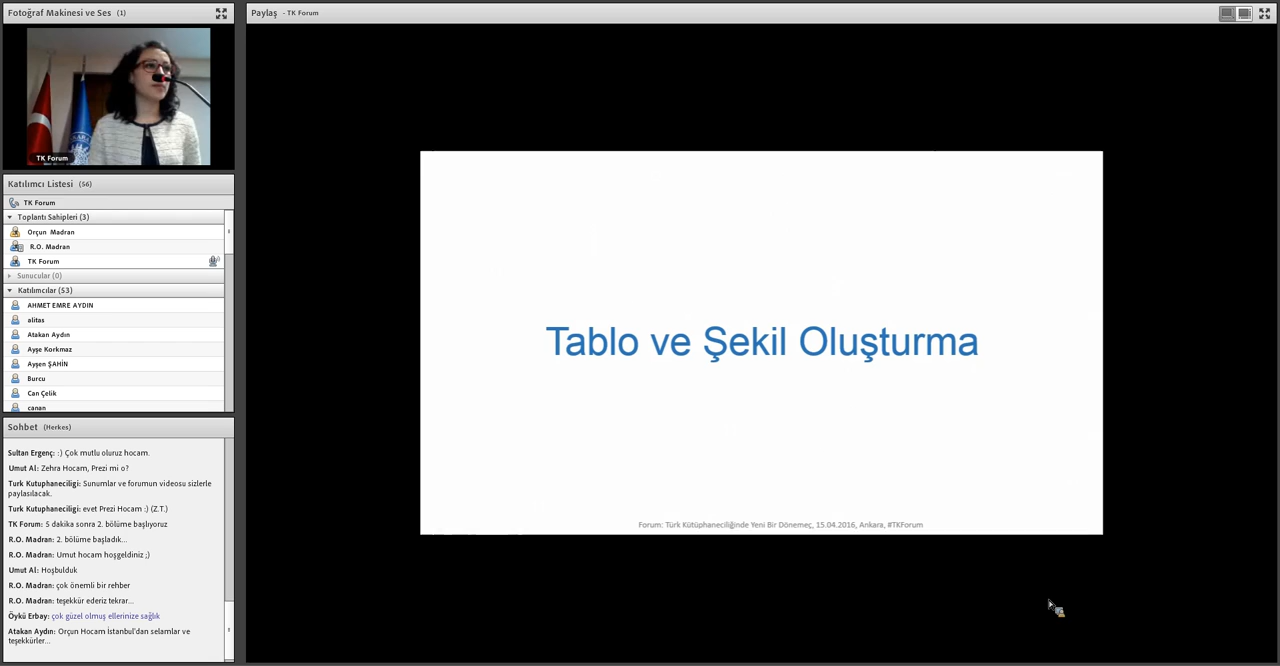 Fotoğraf Makinesi ve Ses (1)
TK Forum
Katılımcı Listesi (56)
TK Forum
Toplantı Sahipleri (3)
Orçun Madran
R.O. Madran
TK Forum
Sunucular (0)
Katılımcılar (53)
AHMET EMRE AYDIN
alitas
Atakan Aydın
Ayşe Korkmaz
Ayşen ŞAHİN
Burcu
Can Çelik
canan
Sohbet (Herkes)
Sultan Ergenç: :) Çok mutlu oluruz hocam.
Umut Al: Zehra Hocam, Prezi mi o?
Turk Kutuphaneciligi: Sunumlar ve forumun videosu sizlerle
paylasılacak.
Turk Kutuphaneciligi: evet Prezi Hocam :) (Z.T.)
TK Forum: 5 dakika sonra 2. bölüme başlıyoruz
R.O. Madran: 2. bölüme başladık...
R.O. Madran: Umut hocam hoşgeldiniz ;)
Umut Al: Hoşbulduk
R.O. Madran: çok önemli bir rehber
R.O. Madran: teşekkür ederiz tekrar...
Öykü Erbay: çok güzel olmuş ellerinize sağlık
Atakan Aydın: Orçun Hocam İstanbul'dan selamlar ve
teşekkürler...
Paylaş - TK Forum
Tablo ve Şekil Oluşturma
Forum: Türk Kütüphaneciliğinde Yeni Bir Dönemeç, 15.04.2016, Ankara, #TKForum